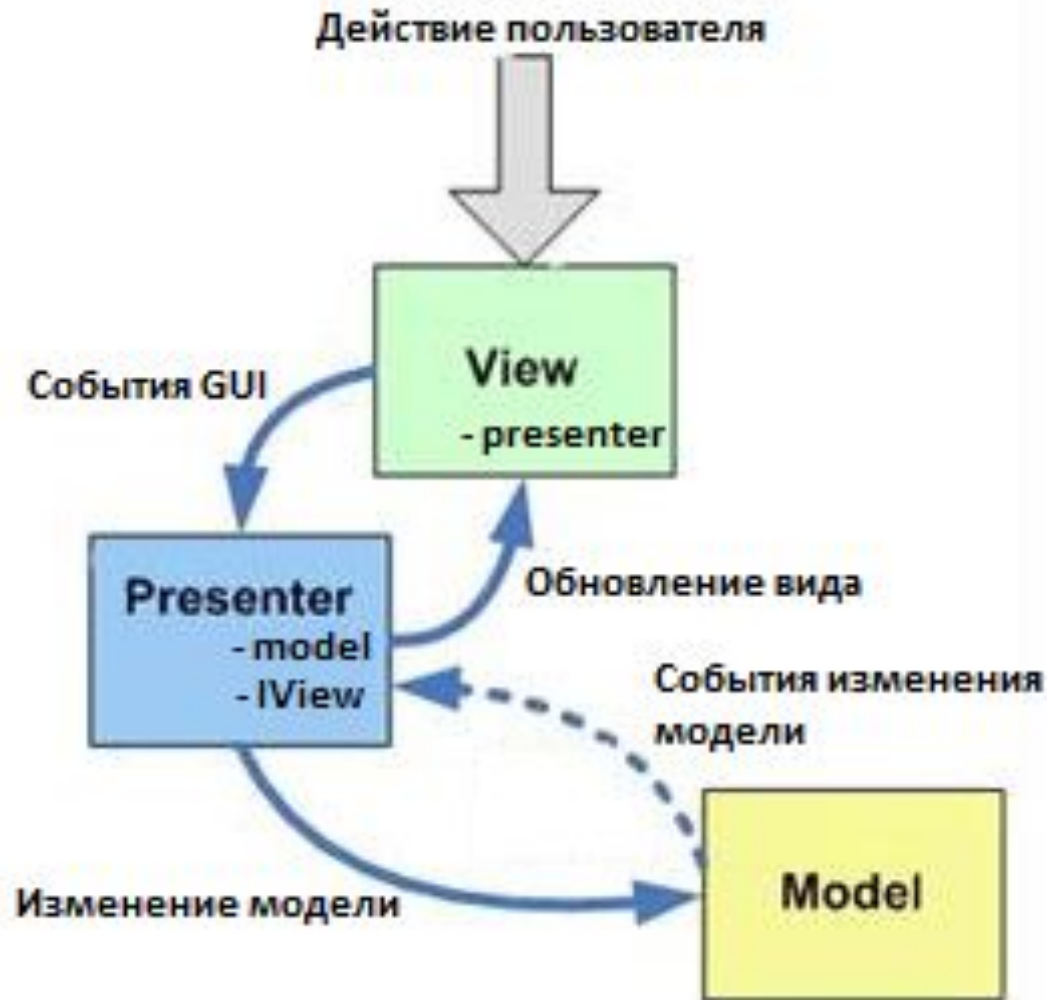 Действие пользователя
View
- presenter
События GUI
Presenter
- model
- IView
Обновление вида
События изменения
модели
Изменение модели
Model